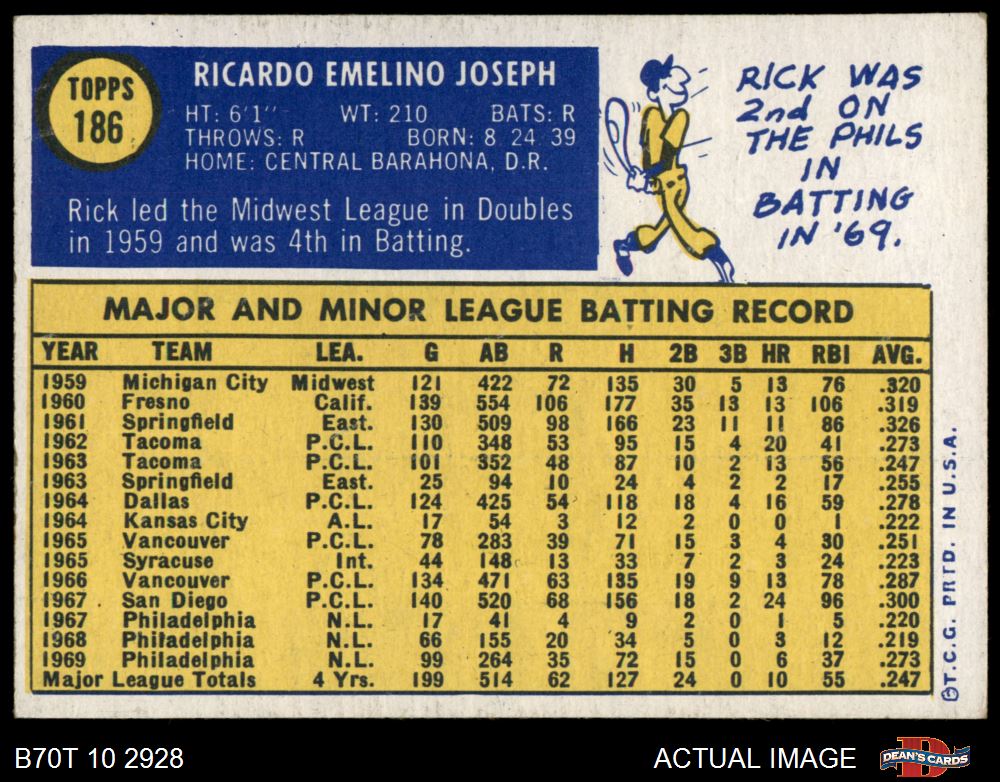 TOPPS
186
RICARDO EMELINO JOSEPH
HT: 6'1" WT: 210 BATS: R
THROWS: R BORN: 8 24 39
HOME: CENTRAL BARAHONA, D.R.
Rick led the Midwest League in Doubles
in 1959 and was 4th in Batting.
RICK WAS
2nd ON
THE PHILS
IN
BATTING
IN '69.
MAJOR AND MINOR LEAGUE BATTING RECORD
YEAR TEAM LEA. G AB R H 2B 3B HR RBI AVG.
1959 Michigan City Midwest 121 422 72 135 30 5 13 76 .320
1960 Fresno Calif. 139 554 106 177 35 13 13 106 .319
1961 Springfield East. 130 509 98 166 23 11 11 86 .326
1962 Tacoma P.C.L. 110 348 53 95 15 4 20 41 .273
1963 Tacoma P.C.L. 101 352 48 87 10 2 13 56 .247
1963 Springfield East. 25 94 10 24 4 2 2 17 .255
1964 Dallas P.C.L. 124 425 54 118 18 4 16 59 .278
1964 Kansas City A.L. 17 54 3 12 2 0 0 1 .222
1965 Vancouver P.C.L. 78 283 39 71 15 3 4 30 .251
1965 Syracuse Int. 44 148 13 33 7 2 3 24 .223
1966 Vancouver P.C.L. 134 471 63 135 19 9 13 78 .287
1967 San Diego P.C.L. 140 520 68 156 18 2 24 96 .300
1967 Philadelphia N.L. 17 41 4 9 2 0 1 5 .220
1968 Philadelphia N.L. 66 155 20 34 5 0 3 12 .219
1969 Philadelphia N.L. 99 264 35 72 15 0 6 37 .273
Major League Totals 4 Yrs. 199 514 62 127 24 0 10 55 .247
©T.C.G. PRTD. IN U.S.A.
B70T 10 2928 ACTUAL IMAGE
DEAN'S CARDS